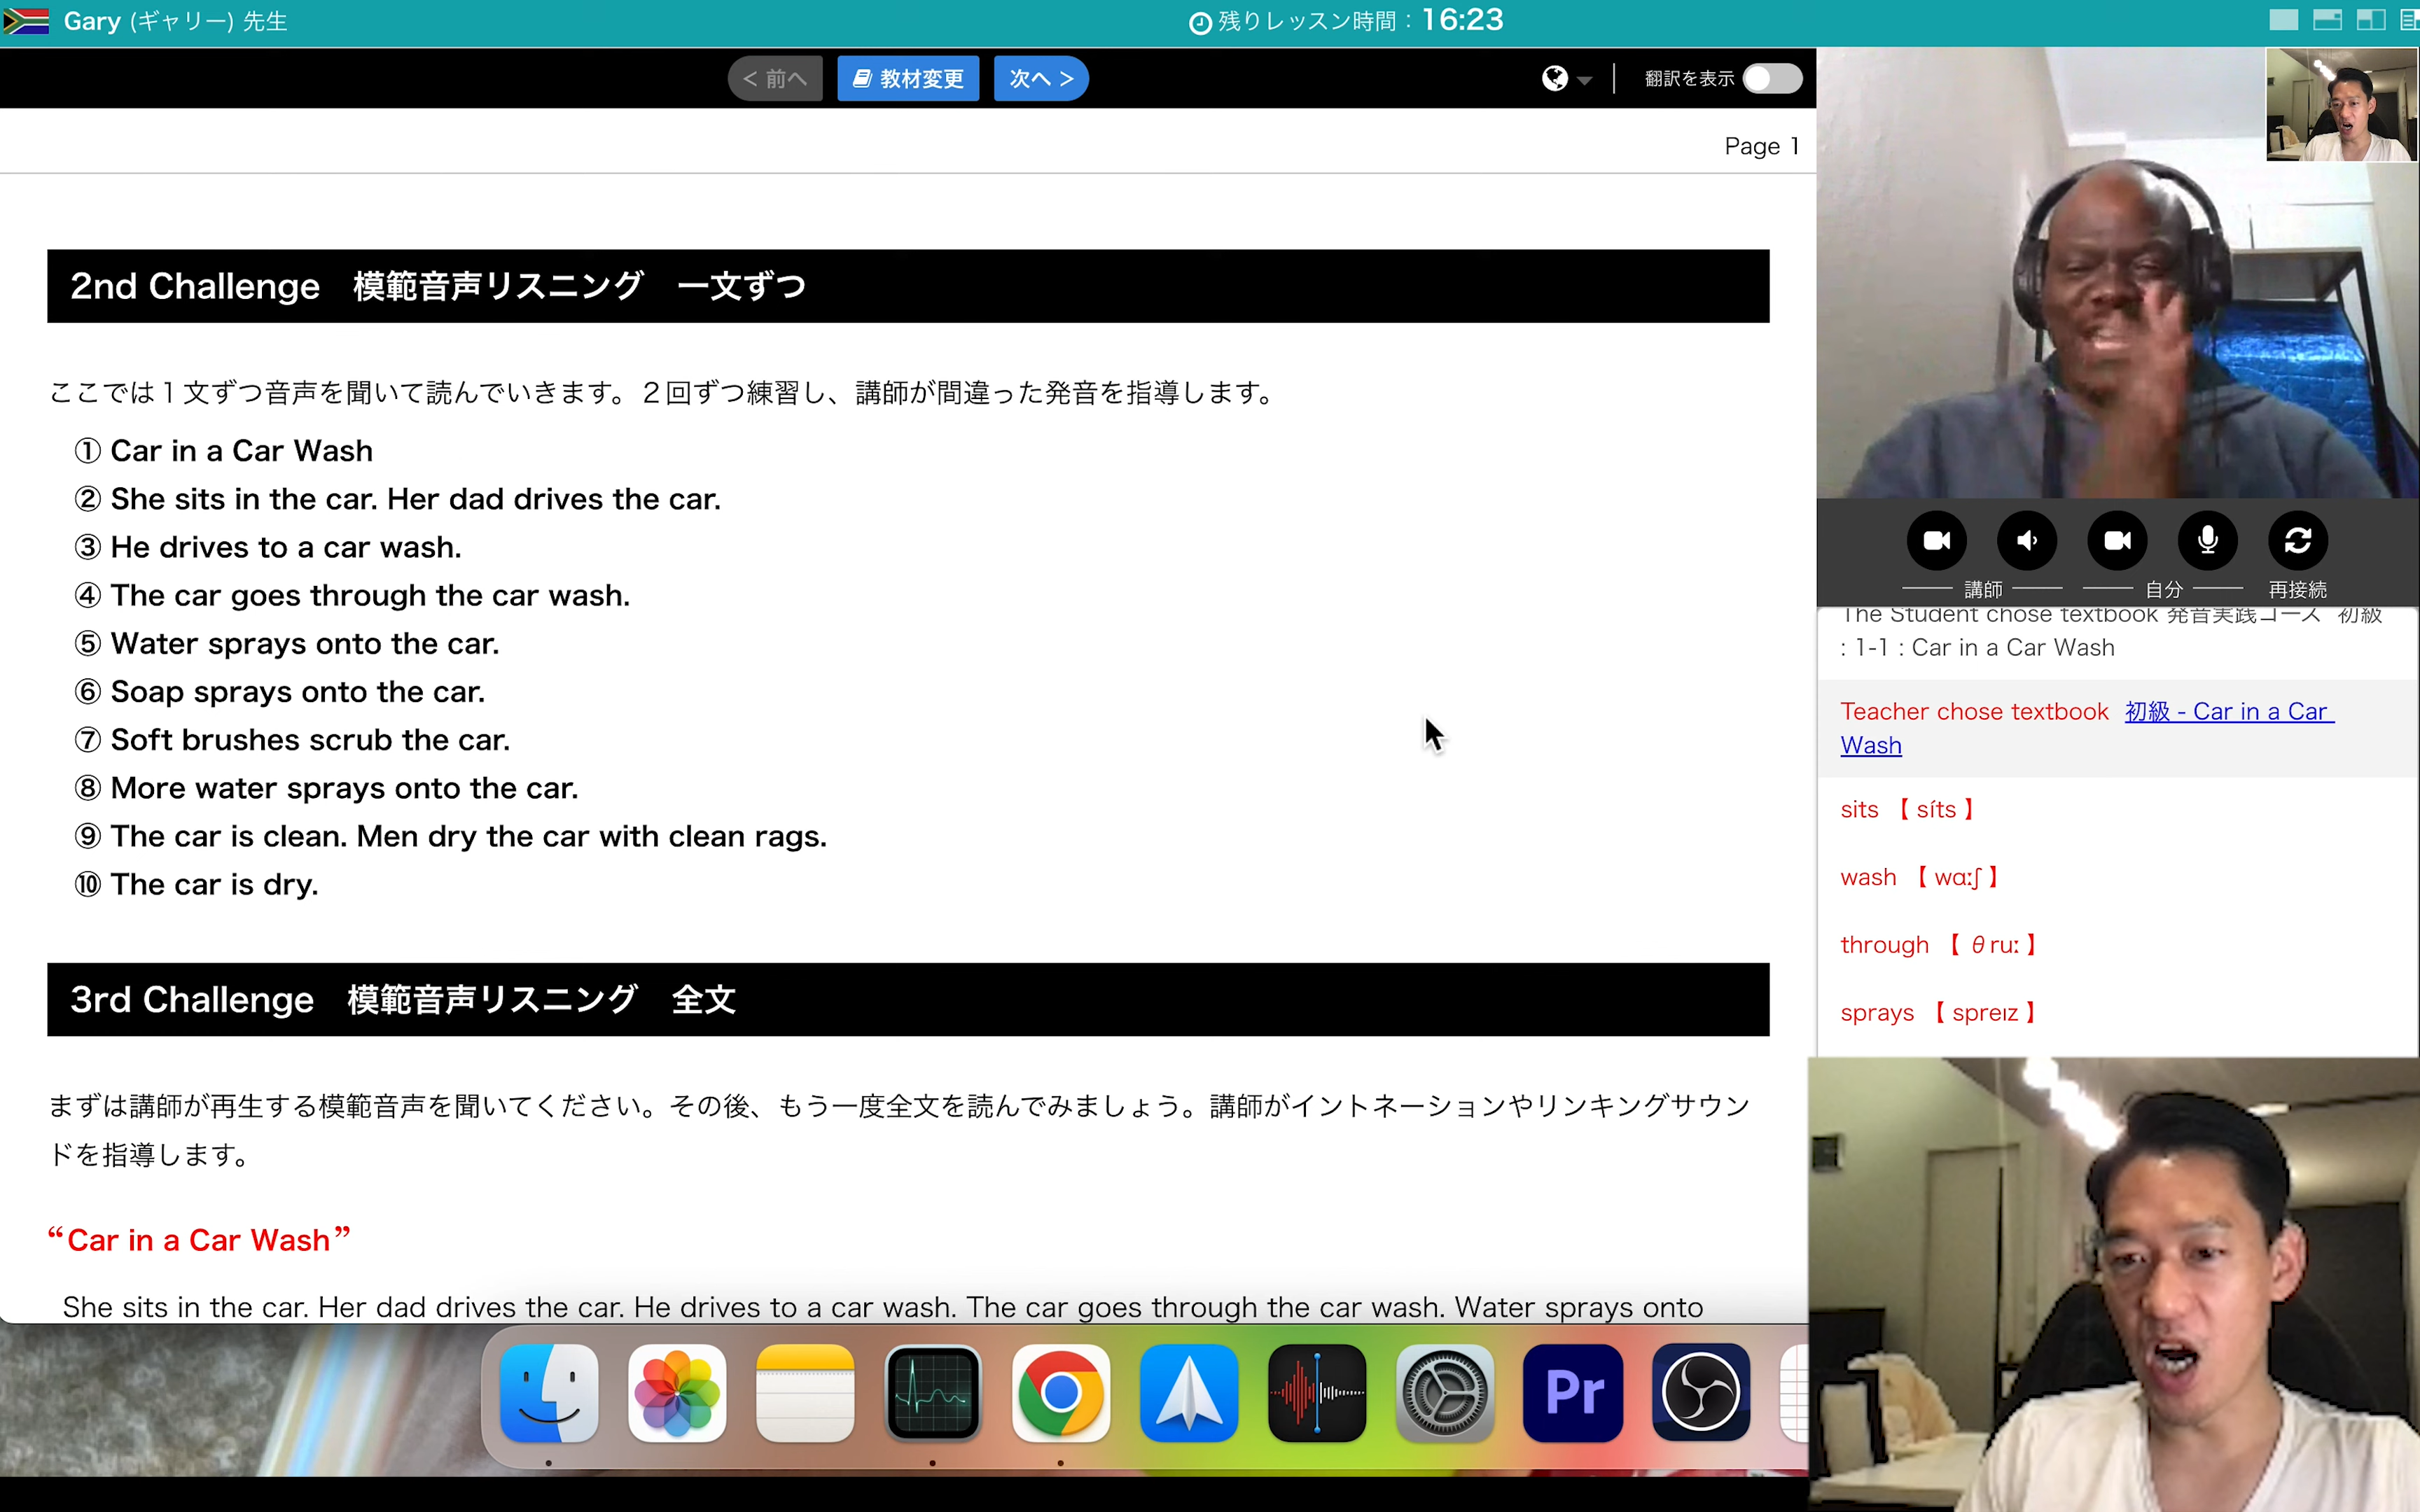 Gary (ギャリー) 先生
残りレッスン時間 : 16:23
< 前へ
教材変更
次へ >
翻訳を表示
Page 1
2nd Challenge 模範音声リスニング 一文ずつ
ここでは１文ずつ音声を聞いて読んでいきます。２回ずつ練習し、講師が間違った発音を指導します。
① Car in a Car Wash
② She sits in the car. Her dad drives the car.
③ He drives to a car wash.
④ The car goes through the car wash.
⑤ Water sprays onto the car.
⑥ Soap sprays onto the car.
⑦ Soft brushes scrub the car.
⑧ More water sprays onto the car.
⑨ The car is clean. Men dry the car with clean rags.
⑩ The car is dry.
3rd Challenge 模範音声リスニング 全文
まずは講師が再生する模範音声を聞いてください。その後、もう一度全文を読んでみましょう。講師がイントネーションやリンキングサウン
ドを指導します。
“Car in a Car Wash”
She sits in the car. Her dad drives the car. He drives to a car wash. The car goes through the car wash. Water sprays onto
講師
自分
再接続
The Student chose textbook 発音実践コース 初級
: 1-1 : Car in a Car Wash
Teacher chose textbook 初級 - Car in a Car
Wash
sits 【 síts 】
wash 【 wɑːʃ 】
through 【 θruː 】
sprays 【 spreɪz 】
Pr